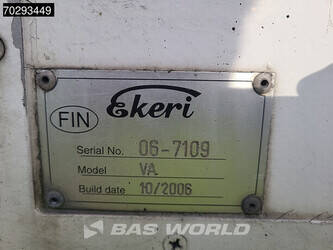 70293449
FIN
Ekeri
Serial No. 06-7109
Model VA
Build date 10/2006
BAS WORLD